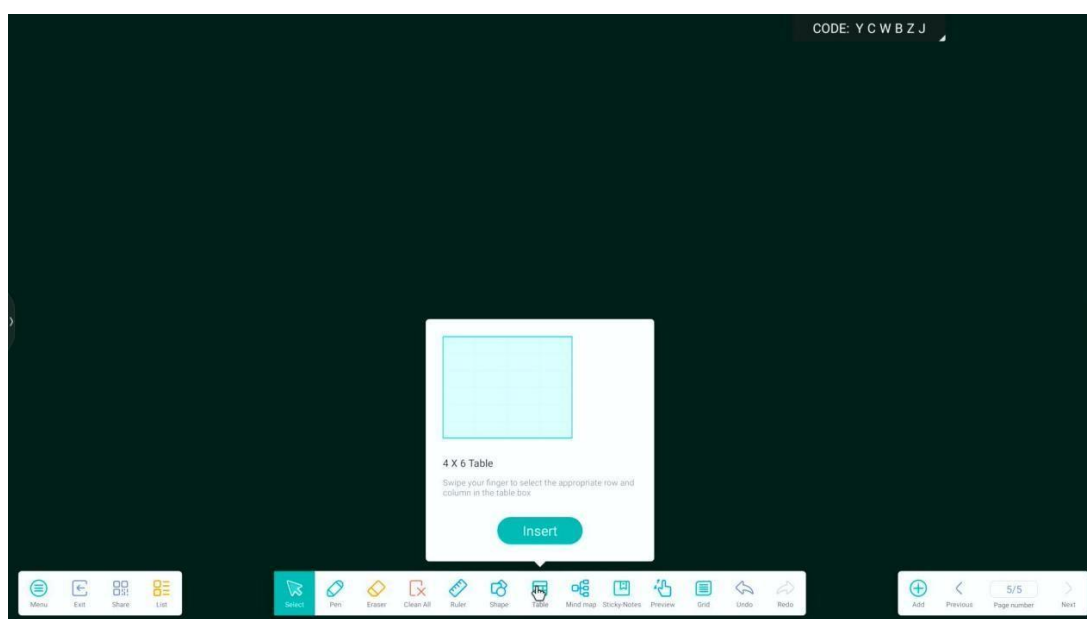 CODE: Y C W B Z J
4 X 6 Table
Swipe your finger to select the appropriate row and
column in the table box
Insert
Menu Exit Share List Select Pen Eraser Clean All Ruler Shape Table Mind map Sticky-Notes Preview Grid Undo Redo Add Previous 5/5 Page number Next